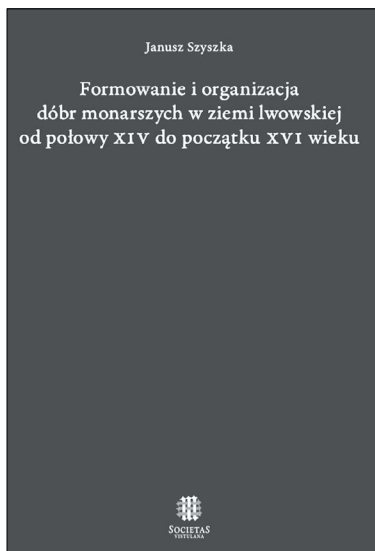 Janusz Szyszka
Formowanie i organizacja
dóbr monarszych w ziemi lwowskiej
od połowy XIV do początku XVI wieku
SOCIETAS
VISTULANA